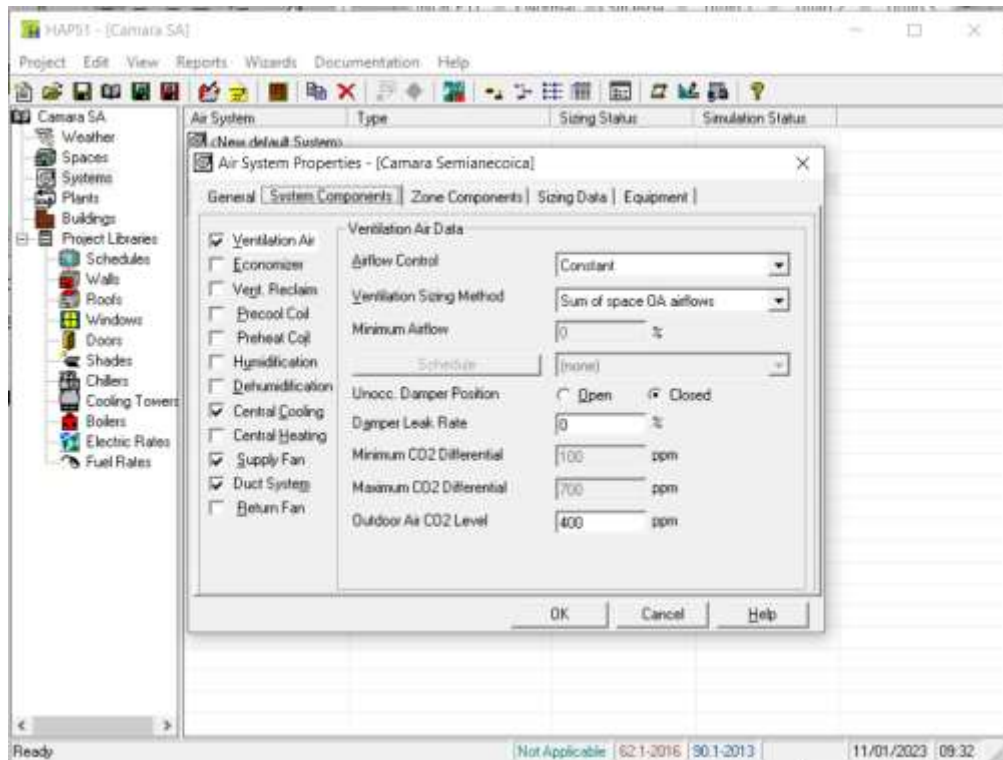 HAP51 - [Camara SA]
Project Edit View Reports Wizards Documentation Help
Camara SA
Weather
Spaces
Systems
Plants
Buildings
Project Libraries
Schedules
Walls
Roofs
Windows
Doors
Shades
Chillers
Cooling Towers
Boilers
Electric Rates
Fuel Rates
Air System Type Sizing Status Simulation Status
<New default System>
Air System Properties - [Camara Semianecoica]
General System Components Zone Components Sizing Data Equipment
Ventilation Air
Economizer
Vent. Reclaim
Precool Coil
Preheat Coil
Humidification
Dehumidification
Central Cooling
Central Heating
Supply Fan
Duct System
Return Fan
Ventilation Air Data
Airflow Control Constant
Ventilation Sizing Method Sum of space OA airflows
Minimum Airflow 0 %
Schedule (none)
Unocc. Damper Position Open Closed
Damper Leak Rate 0 %
Minimum CO2 Differential 100 ppm
Maximum CO2 Differential 700 ppm
Outdoor Air CO2 Level 400 ppm
OK Cancel Help
Ready Not Applicable 62.1-2016 90.1-2013 11/01/2023 09:32